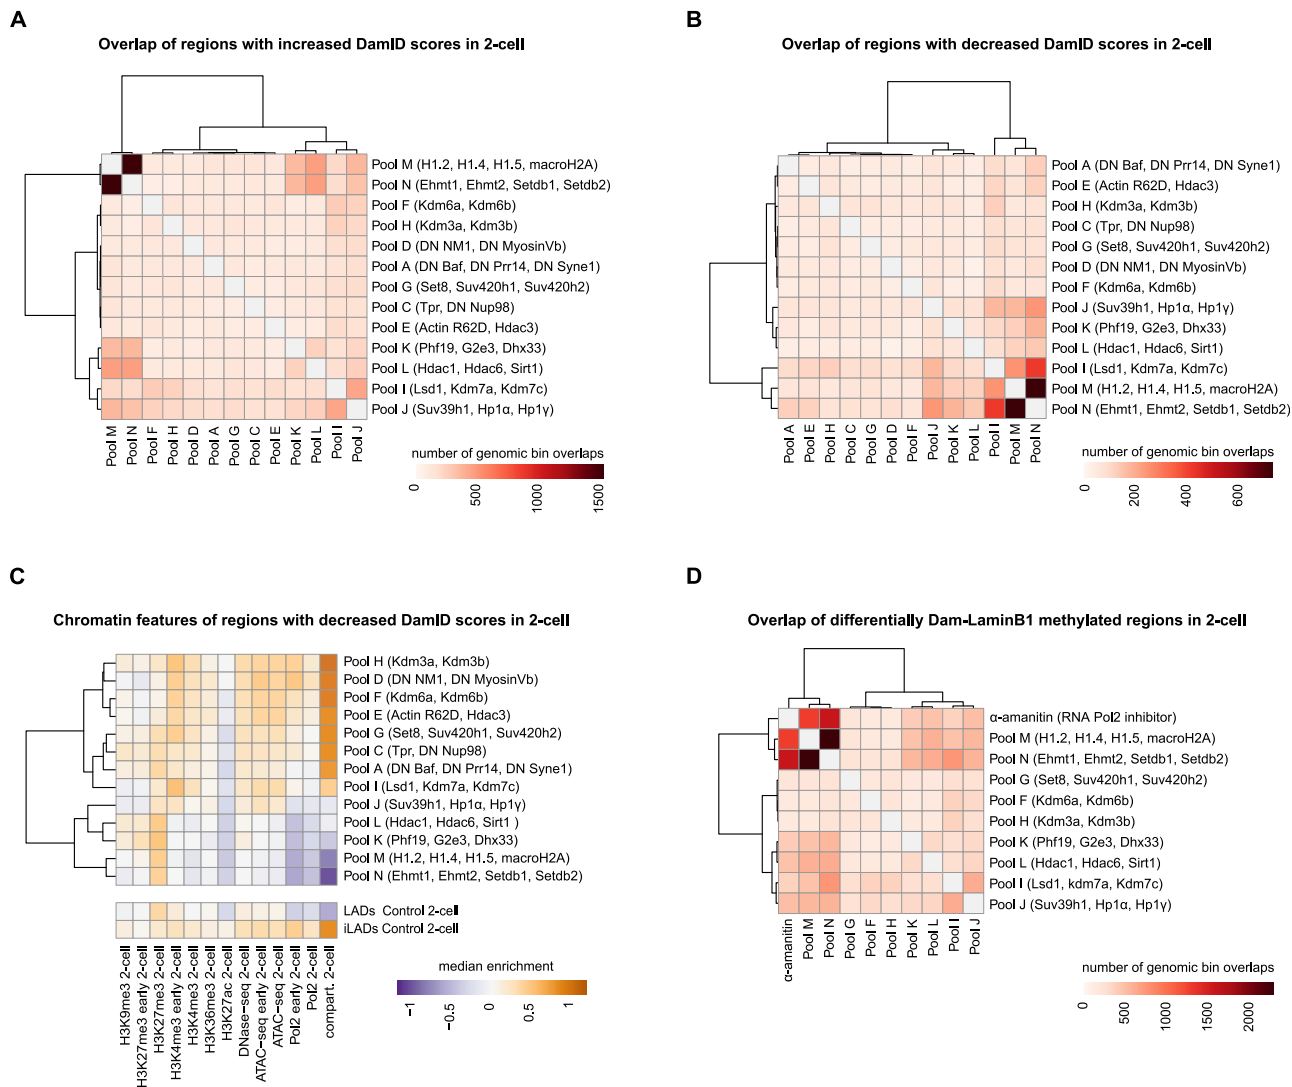 A
Overlap of regions with increased DamID scores in 2-cell
Pool M (H1.2, H1.4, H1.5, macroH2A)
Pool N (Ehmt1, Ehmt2, Setdb1, Setdb2)
Pool F (Kdm6a, Kdm6b)
Pool H (Kdm3a, Kdm3b)
Pool D (DN NM1, DN MyosinVb)
Pool A (DN Baf, DN Prr14, DN Syne1)
Pool G (Set8, Suv420h1, Suv420h2)
Pool C (Tpr, DN Nup98)
Pool E (Actin R62D, Hdac3)
Pool K (Phf19, G2e3, Dhx33)
Pool L (Hdac1, Hdac6, Sirt1)
Pool I (Lsd1, Kdm7a, Kdm7c)
Pool J (Suv39h1, Hp1α, Hp1γ)
Pool M
Pool N
Pool F
Pool H
Pool D
Pool A
Pool G
Pool C
Pool E
Pool K
Pool L
Pool I
Pool J
number of genomic bin overlaps
0
500
1000
1500
B
Overlap of regions with decreased DamID scores in 2-cell
Pool A (DN Baf, DN Prr14, DN Syne1)
Pool E (Actin R62D, Hdac3)
Pool H (Kdm3a, Kdm3b)
Pool C (Tpr, DN Nup98)
Pool G (Set8, Suv420h1, Suv420h2)
Pool D (DN NM1, DN MyosinVb)
Pool F (Kdm6a, Kdm6b)
Pool J (Suv39h1, Hp1α, Hp1γ)
Pool K (Phf19, G2e3, Dhx33)
Pool L (Hdac1, Hdac6, Sirt1)
Pool I (Lsd1, Kdm7a, Kdm7c)
Pool M (H1.2, H1.4, H1.5, macroH2A)
Pool N (Ehmt1, Ehmt2, Setdb1, Setdb2)
Pool A
Pool E
Pool H
Pool C
Pool G
Pool D
Pool F
Pool J
Pool K
Pool L
Pool I
Pool M
Pool N
number of genomic bin overlaps
0
200
400
600
C
Chromatin features of regions with decreased DamID scores in 2-cell
Pool H (Kdm3a, Kdm3b)
Pool D (DN NM1, DN MyosinVb)
Pool F (Kdm6a, Kdm6b)
Pool E (Actin R62D, Hdac3)
Pool G (Set8, Suv420h1, Suv420h2)
Pool C (Tpr, DN Nup98)
Pool A (DN Baf, DN Prr14, DN Syne1)
Pool I (Lsd1, Kdm7a, Kdm7c)
Pool J (Suv39h1, Hp1α, Hp1γ)
Pool L (Hdac1, Hdac6, Sirt1 )
Pool K (Phf19, G2e3, Dhx33)
Pool M (H1.2, H1.4, H1.5, macroH2A)
Pool N (Ehmt1, Ehmt2, Setdb1, Setdb2)
LADs Control 2-cell
iLADs Control 2-cell
H3K9me3 2-cell
H3K27me3 early 2-cell
H3K27me3 2-cell
H3K4me3 early 2-cell
H3K4me3 2-cell
H3K36me3 2-cell
H3K27ac 2-cell
DNase-seq 2-cell
ATAC-seq early 2-cell
ATAC-seq 2-cell
Pol2 early 2-cell
Pol2 2-cell
compart. 2-cell
median enrichment
−1
−0.5
0
0.5
1
D
Overlap of differentially Dam-LaminB1 methylated regions in 2-cell
α-amanitin (RNA Pol2 inhibitor)
Pool M (H1.2, H1.4, H1.5, macroH2A)
Pool N (Ehmt1, Ehmt2, Setdb1, Setdb2)
Pool G (Set8, Suv420h1, Suv420h2)
Pool F (Kdm6a, Kdm6b)
Pool H (Kdm3a, Kdm3b)
Pool K (Phf19, G2e3, Dhx33)
Pool L (Hdac1, Hdac6, Sirt1)
Pool I (Lsd1, kdm7a, Kdm7c)
Pool J (Suv39h1, Hp1α, Hp1γ)
α-amanitin
Pool M
Pool N
Pool G
Pool F
Pool H
Pool K
Pool L
Pool I
Pool J
number of genomic bin overlaps
0
500
1000
1500
2000